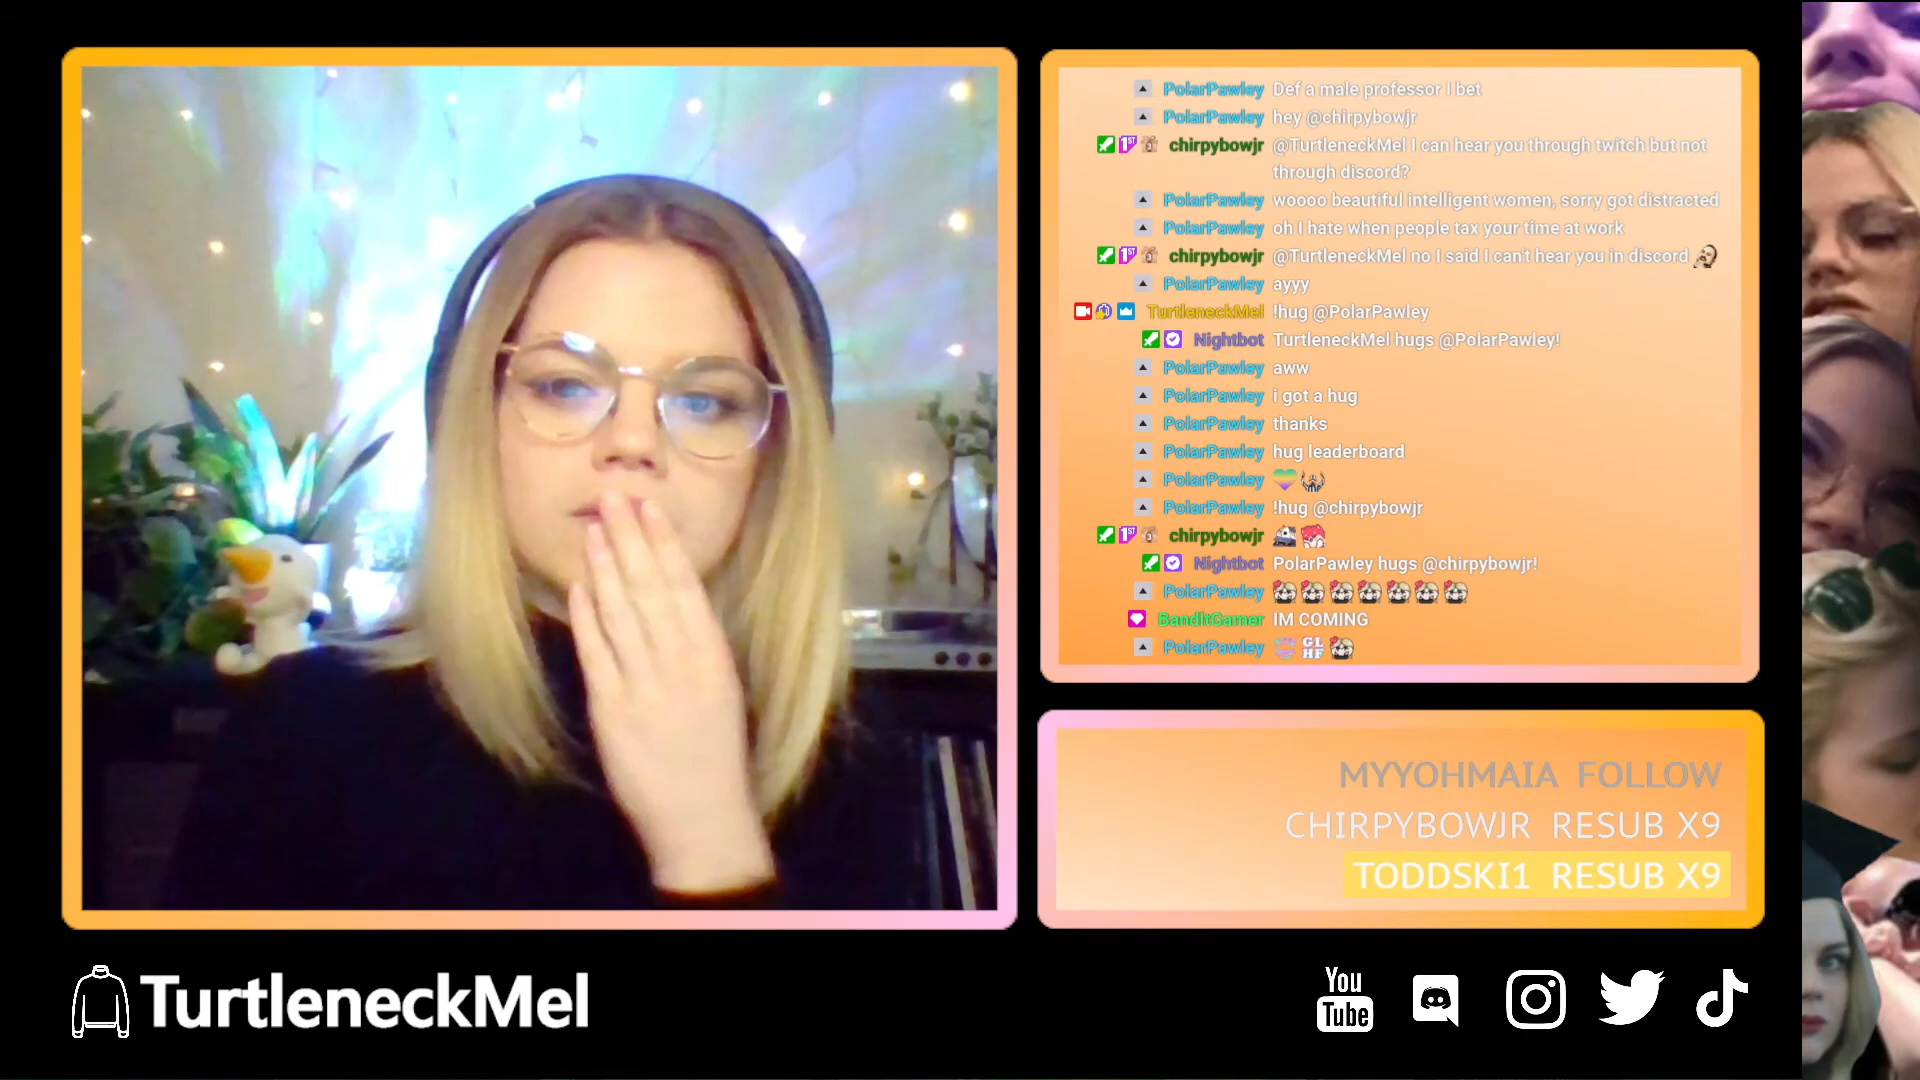 PolarPawley Def a male professor I bet
PolarPawley hey @chirpybowjr
1ST chirpybowjr @TurtleneckMel I can hear you through twitch but not
through discord?
PolarPawley woooo beautiful intelligent women, sorry got distracted
PolarPawley oh I hate when people tax your time at work
1ST chirpybowjr @TurtleneckMel no I said I can't hear you in discord
PolarPawley ayyy
TurtleneckMel !hug @PolarPawley
Nightbot TurtleneckMel hugs @PolarPawley!
PolarPawley aww
PolarPawley i got a hug
PolarPawley thanks
PolarPawley hug leaderboard
PolarPawley
PolarPawley !hug @chirpybowjr
1ST chirpybowjr
Nightbot PolarPawley hugs @chirpybowjr!
PolarPawley
BanditGamer IM COMING
PolarPawley GL HF
MYYOHMAIA FOLLOW
CHIRPYBOWJR RESUB X9
TODDSKI1 RESUB X9
TurtleneckMel
You
Tube